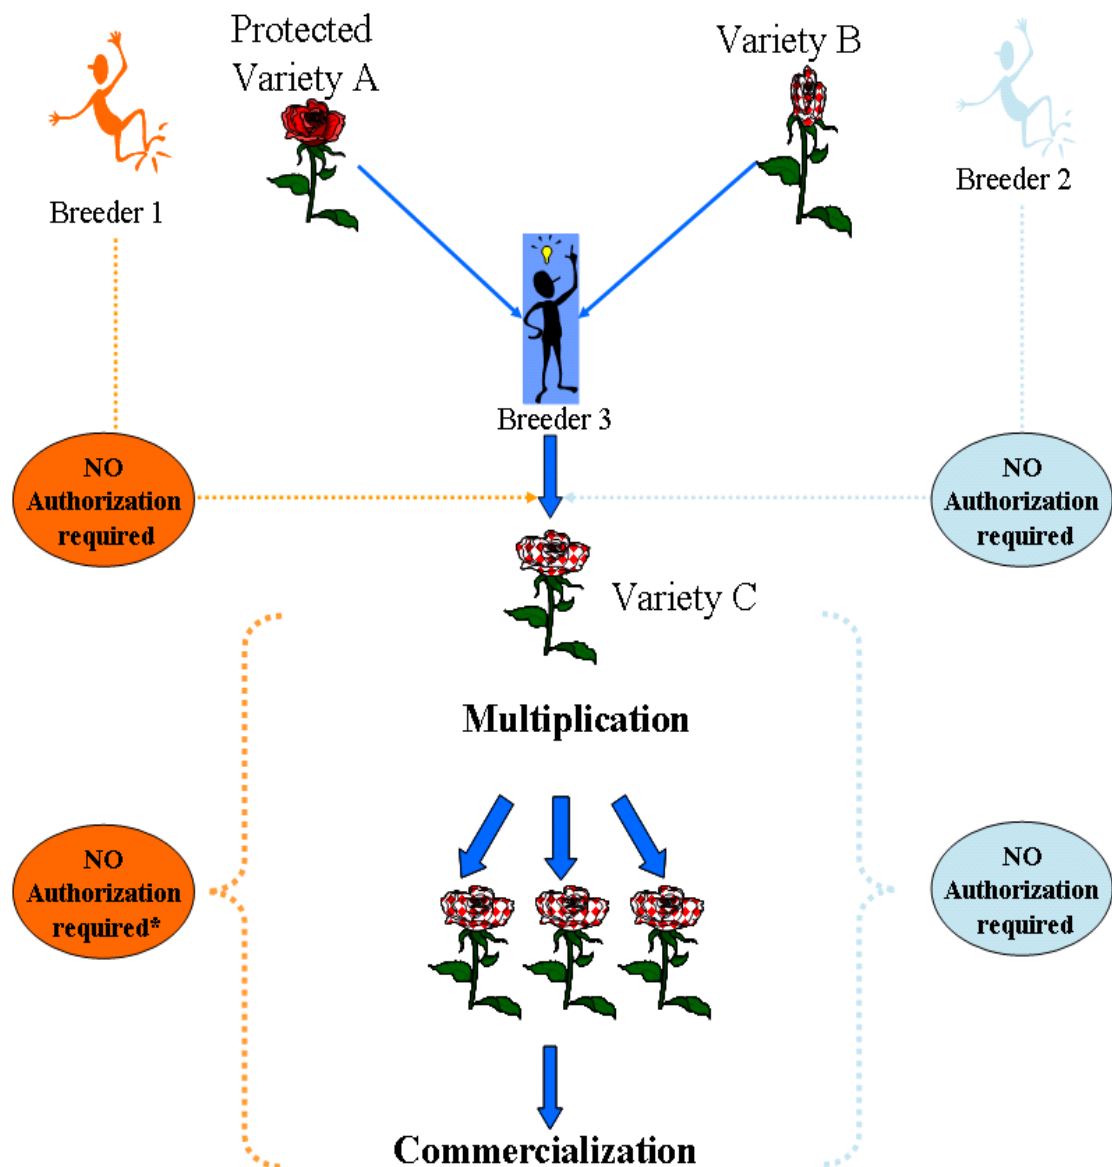 Protected
Variety A
Variety B
Breeder 1
Breeder 2
Breeder 3
NO
Authorization
required
NO
Authorization
required
Variety C
Multiplication
NO
Authorization
required*
NO
Authorization
required
Commercialization